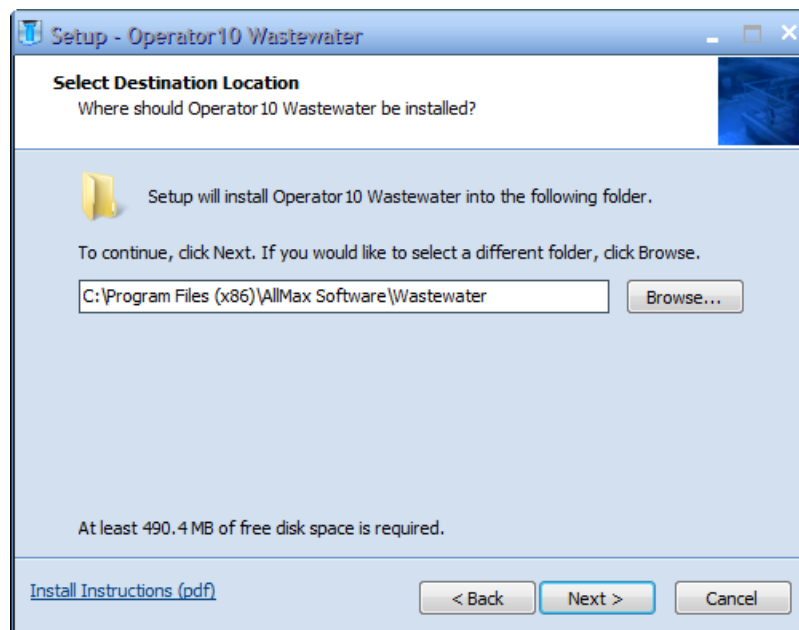 Setup - Operator10 Wastewater
Select Destination Location
Where should Operator10 Wastewater be installed?
Setup will install Operator10 Wastewater into the following folder.
To continue, click Next. If you would like to select a different folder, click Browse.
C:\Program Files (x86)\AllMax Software\Wastewater
Browse...
At least 490.4 MB of free disk space is required.
Install Instructions (pdf)
< Back
Next >
Cancel